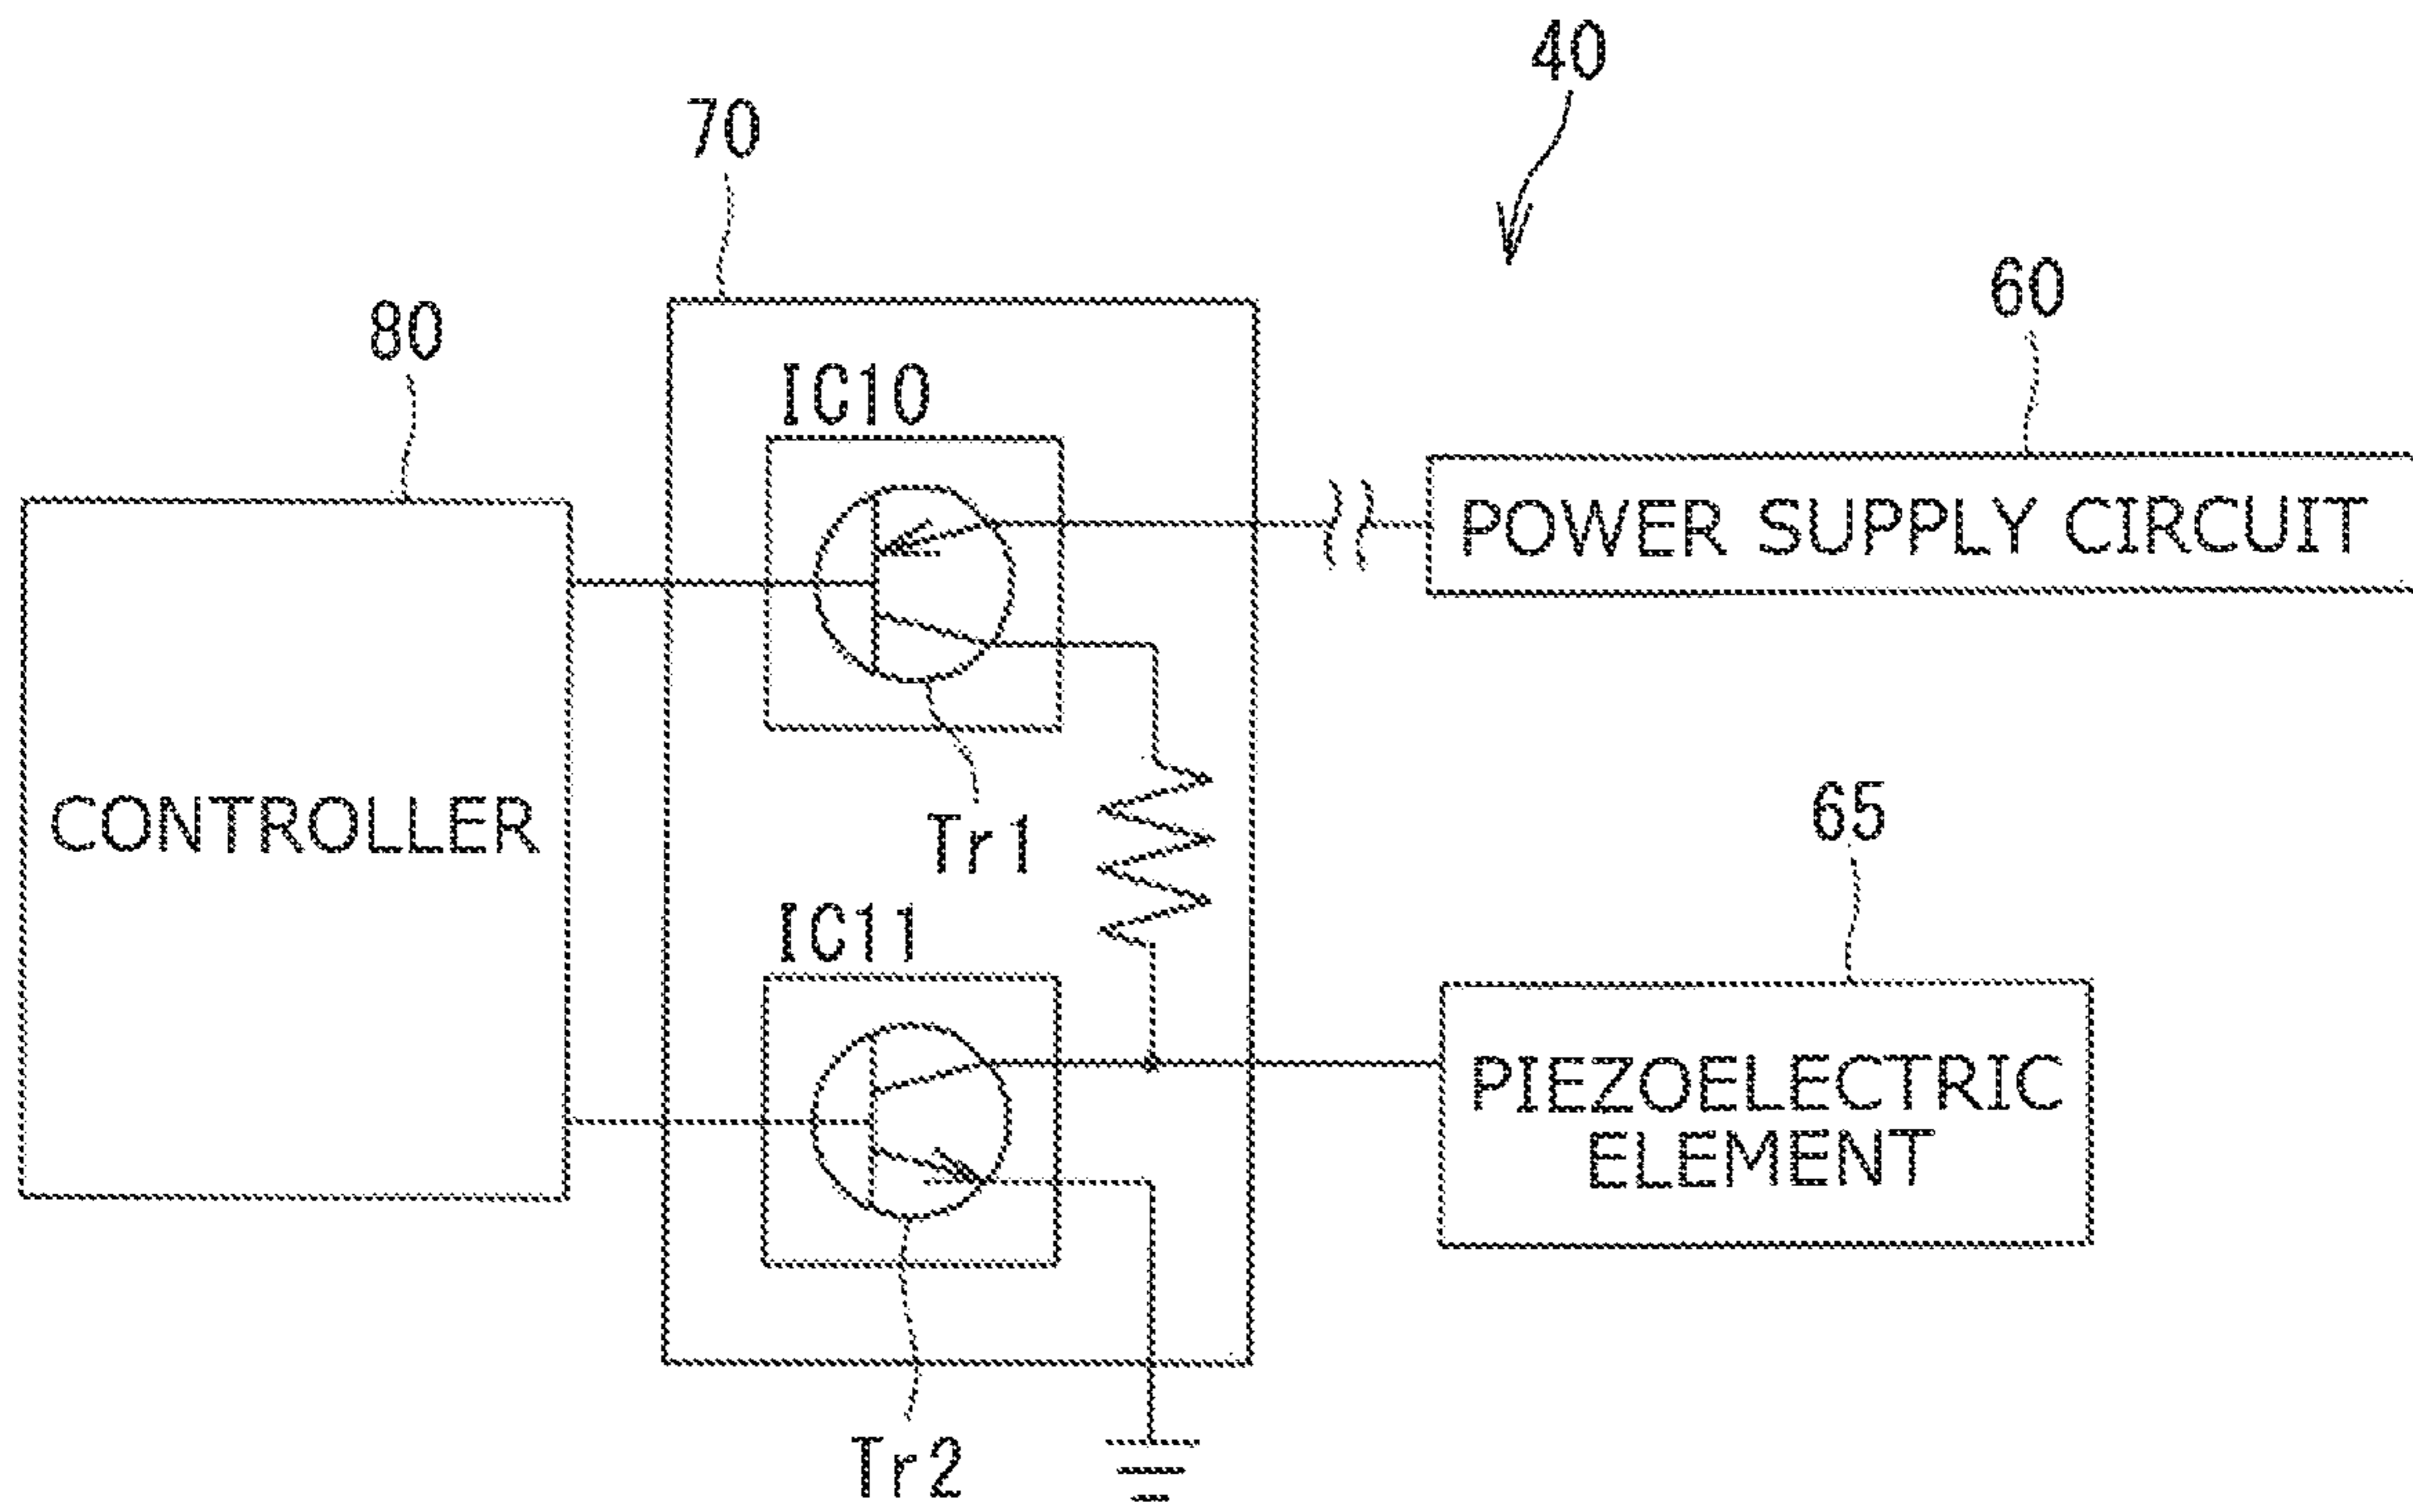 40
70
60
80
IC10
POWER SUPPLY CIRCUIT
CONTROLLER
Tr1
65
IC11
PIEZOELECTRIC
ELEMENT
Tr2